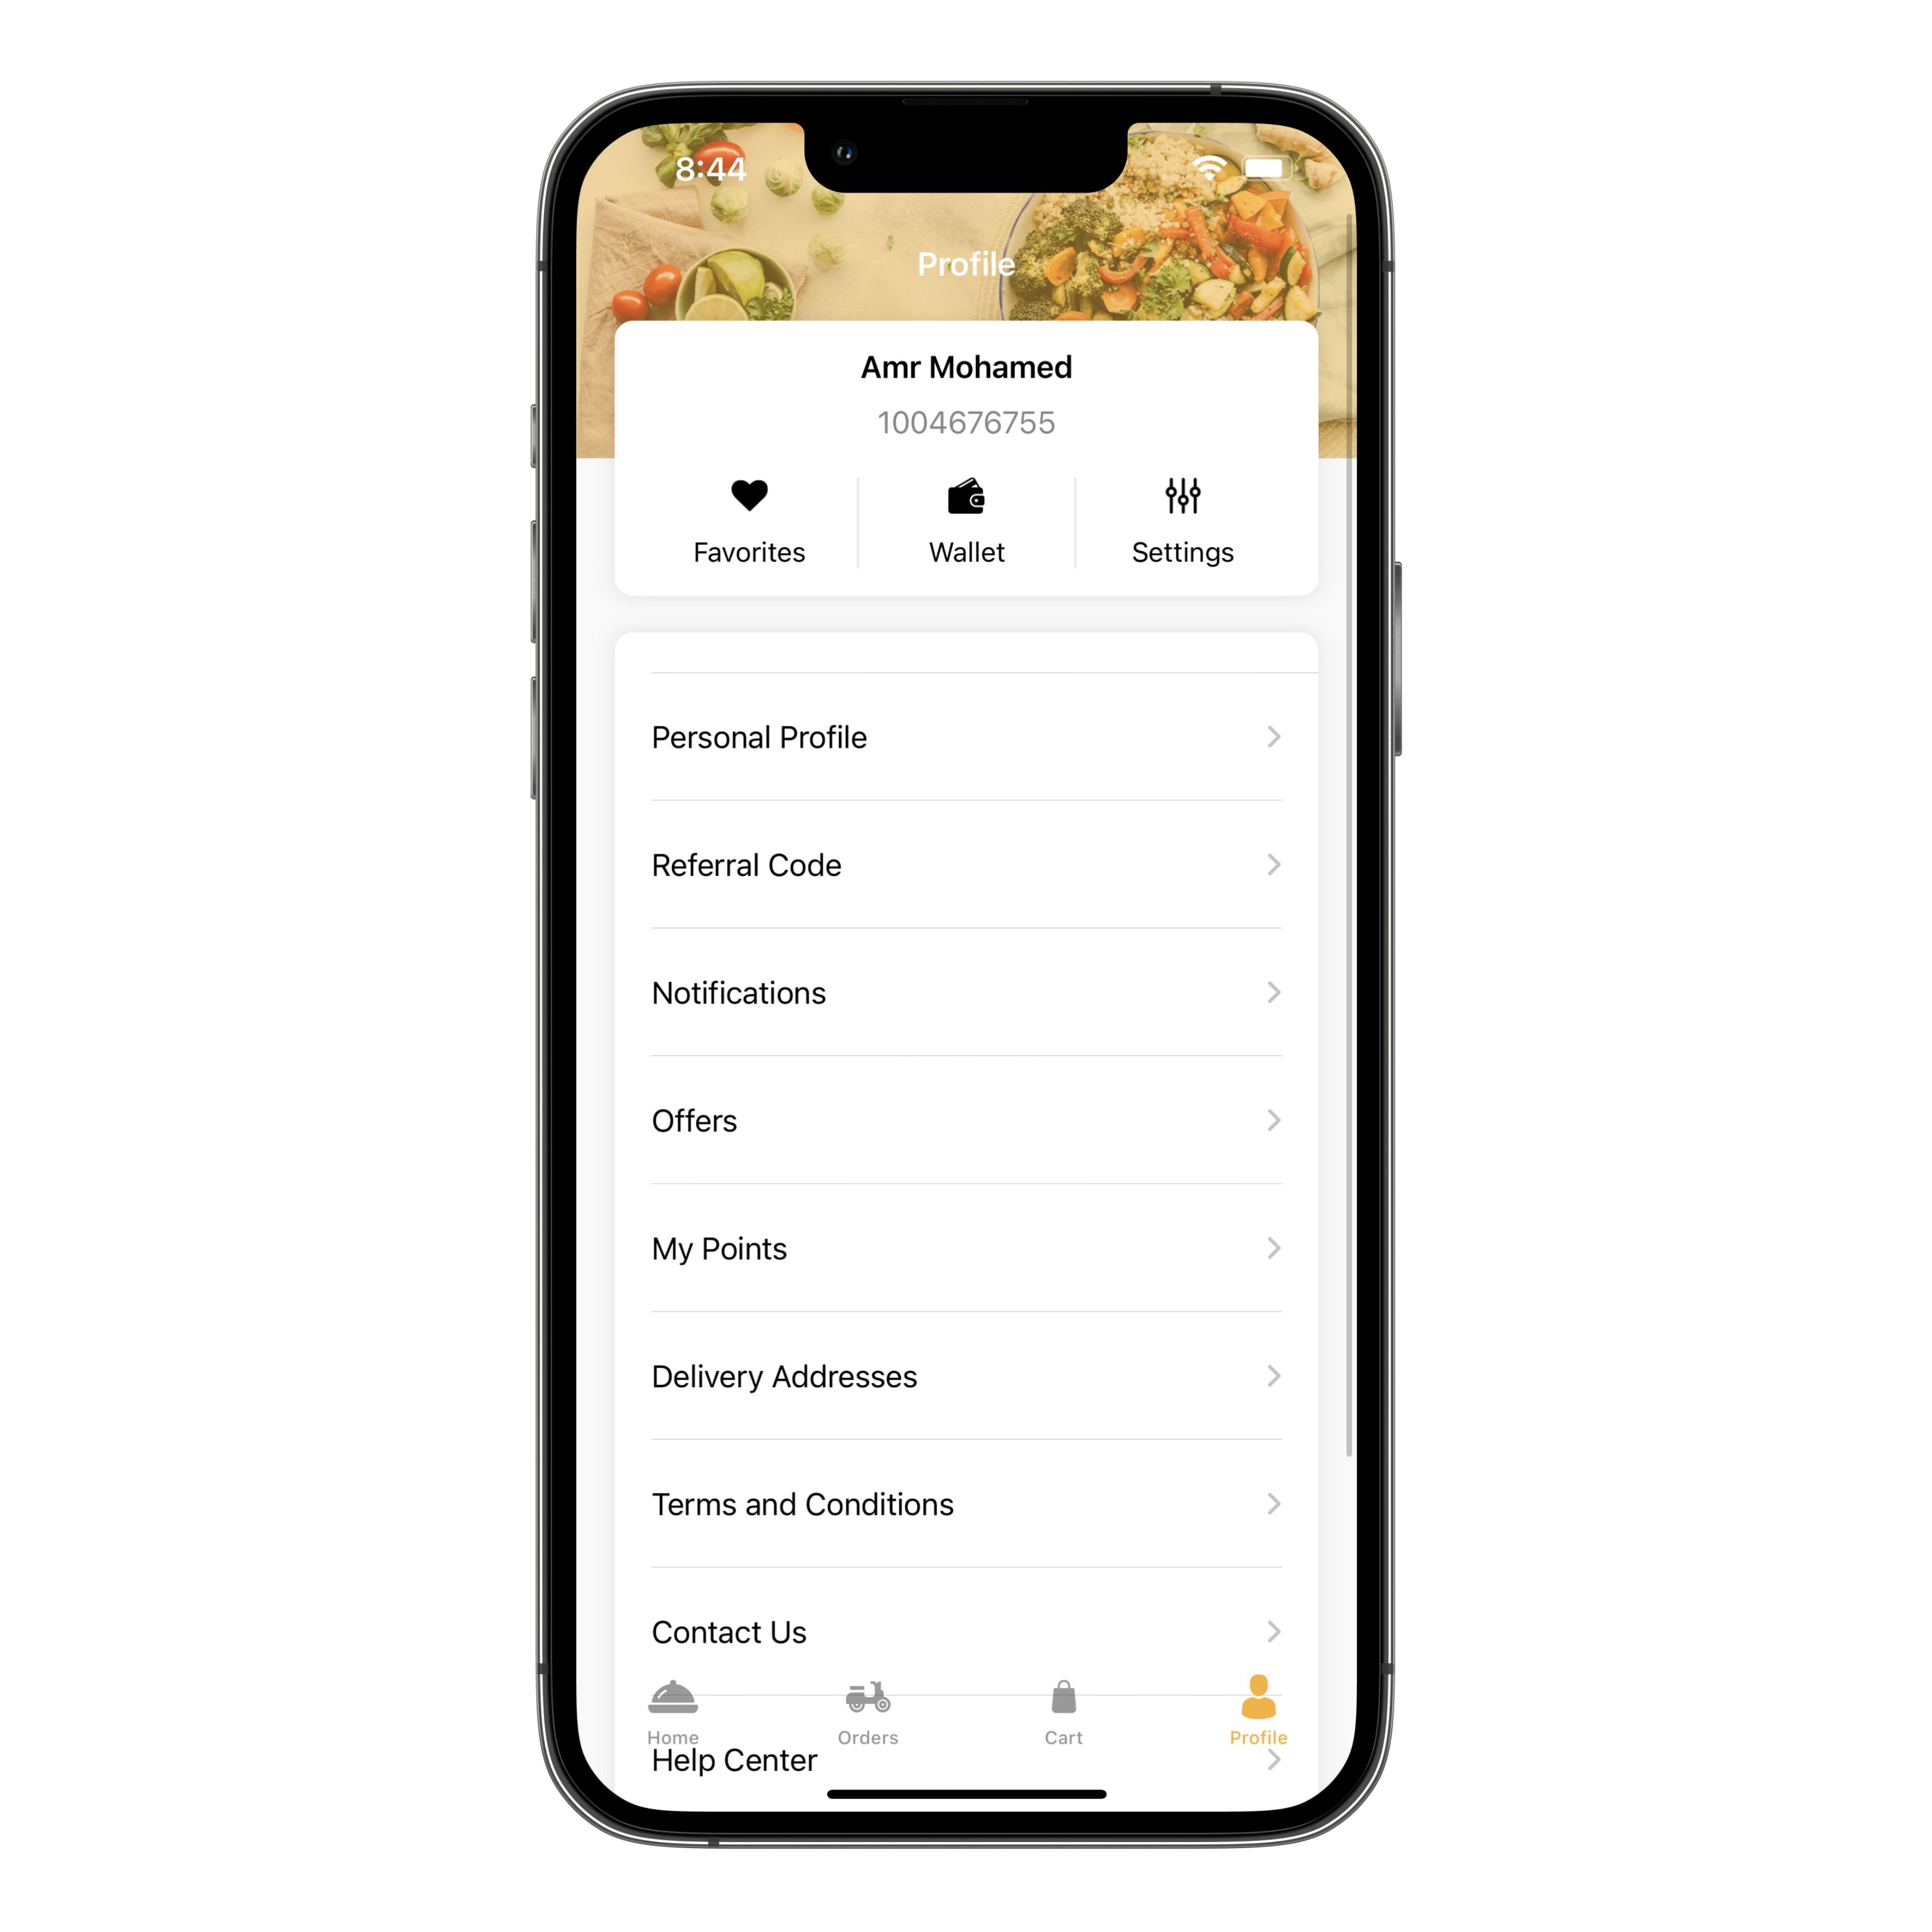 8:44
Profile
Amr Mohamed
1004676755
Favorites Wallet Settings
Personal Profile
Referral Code
Notifications
Offers
My Points
Delivery Addresses
Terms and Conditions
Contact Us
Home Orders Cart Profile
Help Center